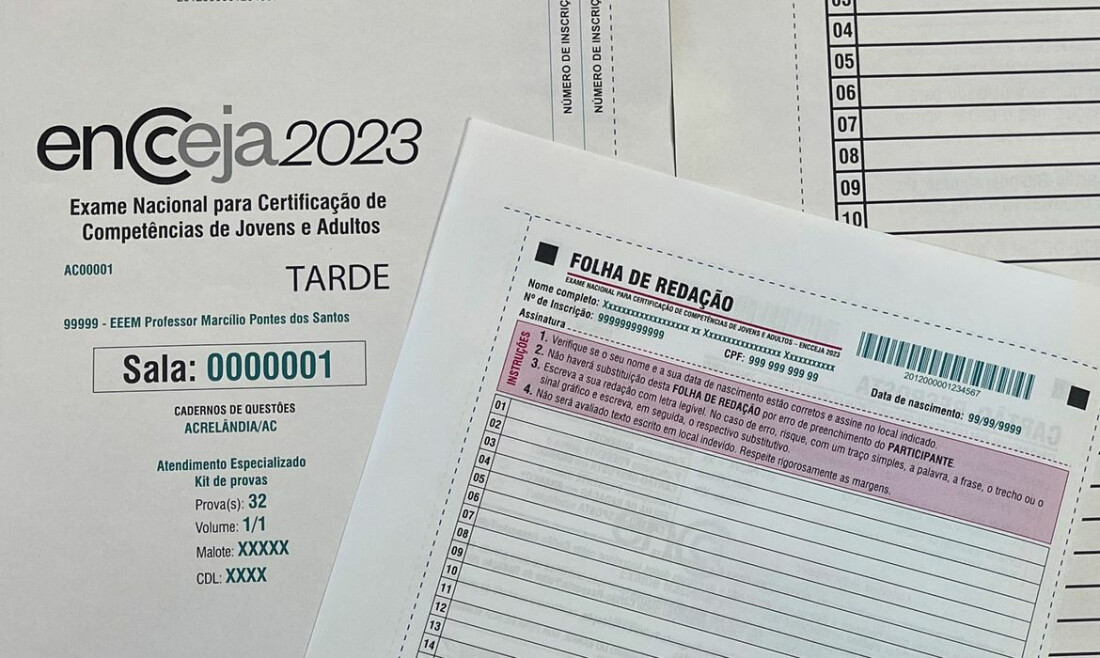 encceja 2023
Exame Nacional para Certificação de
Competências de Jovens e Adultos
AC00001
TARDE
99999 - EEEM Professor Marcílio Pontes dos Santos
Sala: 0000001
CADERNOS DE QUESTÕES
ACRELÂNDIA/AC
Atendimento Especializado
Kit de provas
Prova(s): 32
Volume: 1/1
Malote: XXXXX
CDL: XXXX
NÚMERO DE INSCRIÇ
NÚMERO DE INSCRIÇ
03
04
05
06
07
08
09
10
FOLHA DE REDAÇÃO
EXAME NACIONAL PARA CERTIFICAÇÃO DE COMPETÊNCIAS DE JOVENS E ADULTOS - ENCCEJA 2023
Nome completo: Xxxxxxxxxxxxxxxxx xx Xxxxxxxxxxxxxxx Xxxxxxxxxx
Nº de Inscrição: 999999999999
CPF: 999 999 999 99
Assinatura
2012000001234567
Data de nascimento: 99/99/9999
INSTRUÇÕES
1. Verifique se o seu nome e a sua data de nascimento estão corretos e assine no local indicado.
2. Não haverá substituição desta FOLHA DE REDAÇÃO por erro de preenchimento do PARTICIPANTE.
3. Escreva a sua redação com letra legível. No caso de erro, risque, com um traço simples, a palavra, a frase, o trecho ou o
sinal gráfico e escreva, em seguida, o respectivo substitutivo.
4. Não será avaliado texto escrito em local indevido. Respeite rigorosamente as margens.
01
02
03
04
05
06
07
08
09
10
11
12
13
14